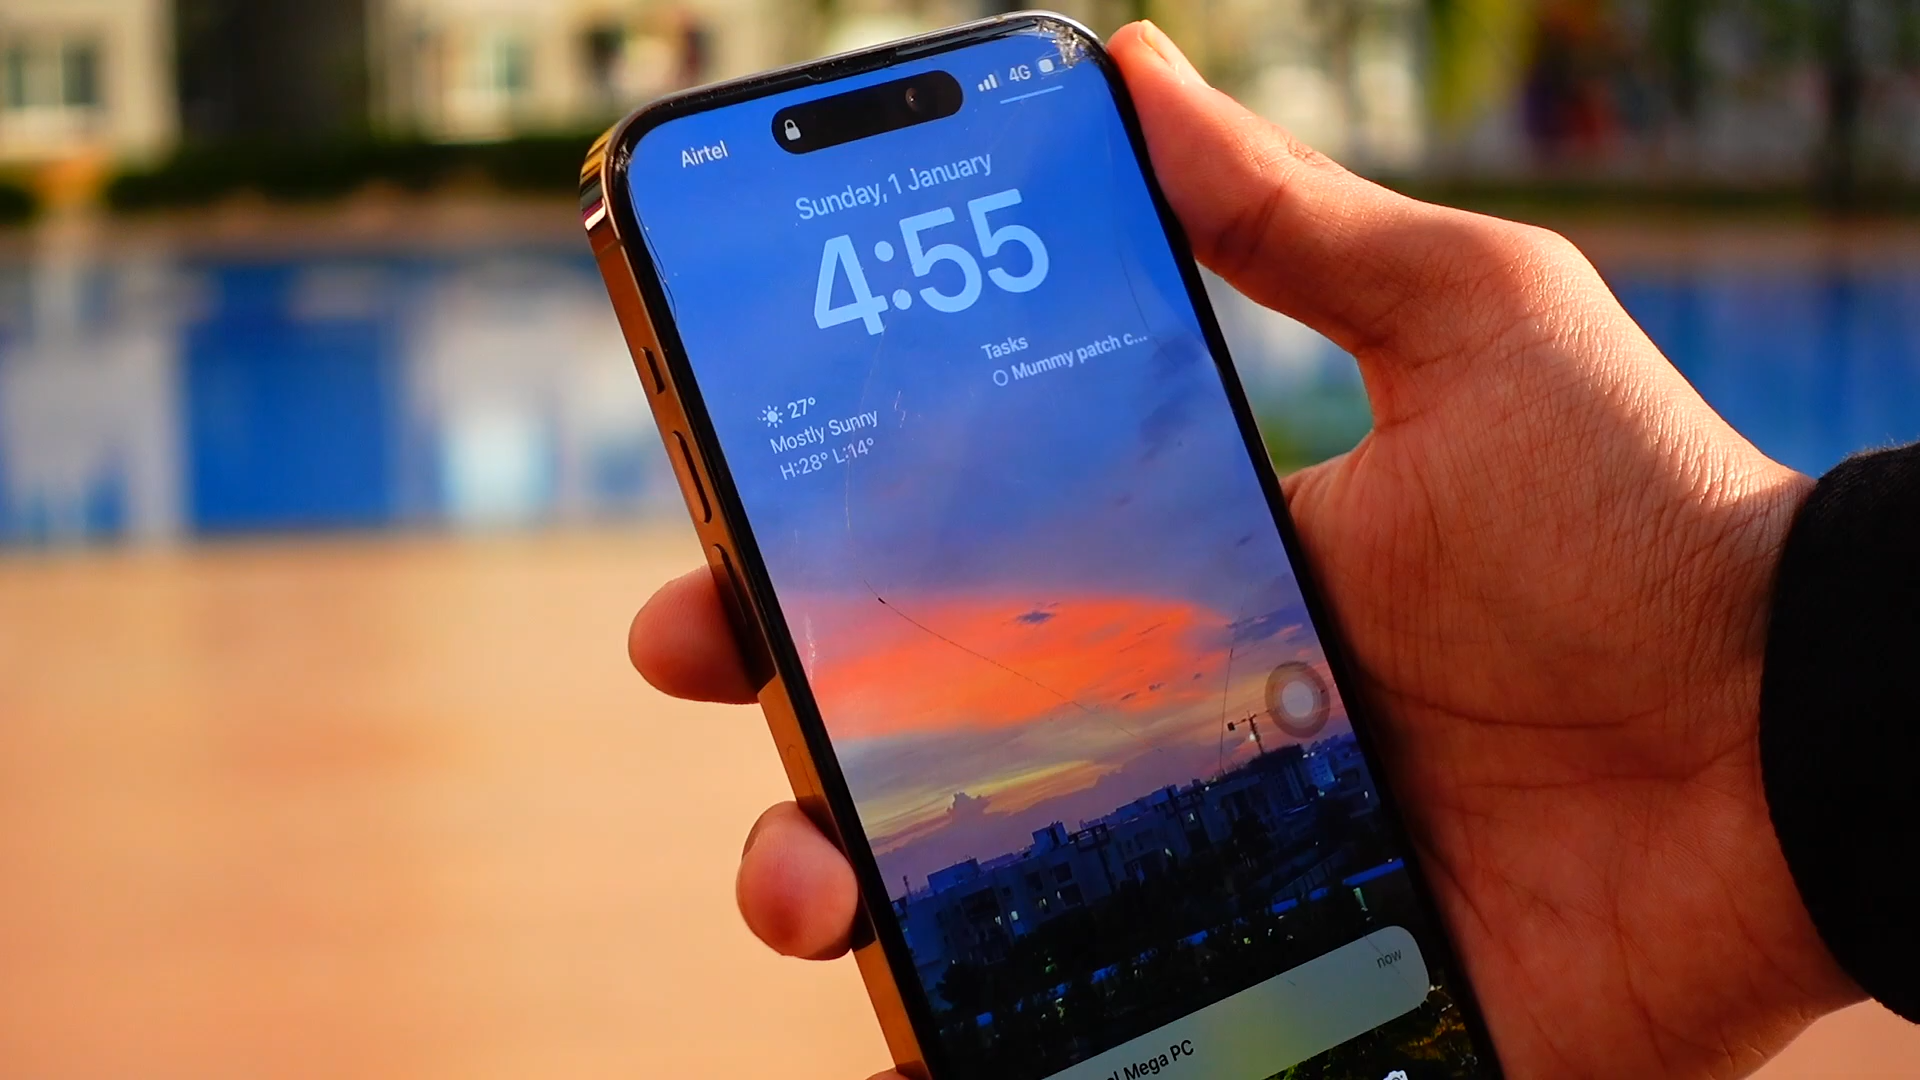 Airtel
4G
Sunday, 1 January
4:55
Tasks
Mummy patch c...
27°
Mostly Sunny
H:28° L:14°
now
Mega PC